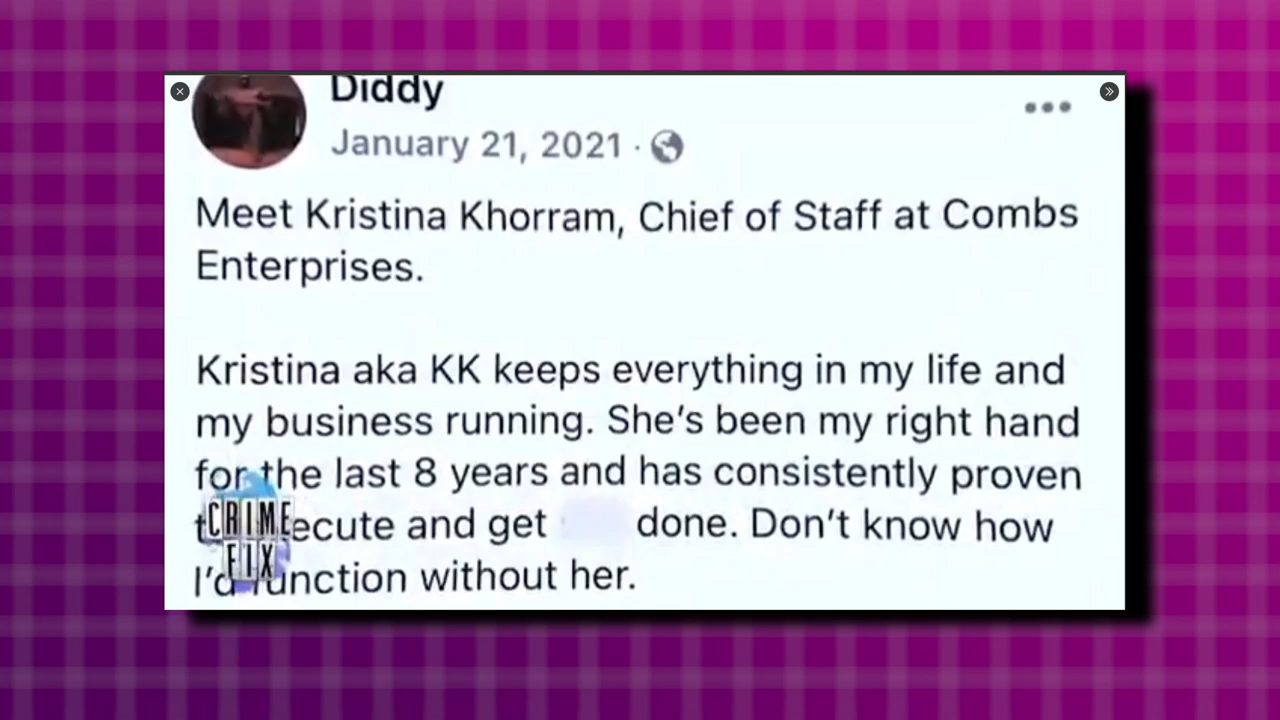 Diddy
January 21, 2021 ·
Meet Kristina Khorram, Chief of Staff at Combs
Enterprises.
Kristina aka KK keeps everything in my life and
my business running. She's been my right hand
for the last 8 years and has consistently proven
ecute and get done. Don't know how
I'd function without her.
CRIME
FIX